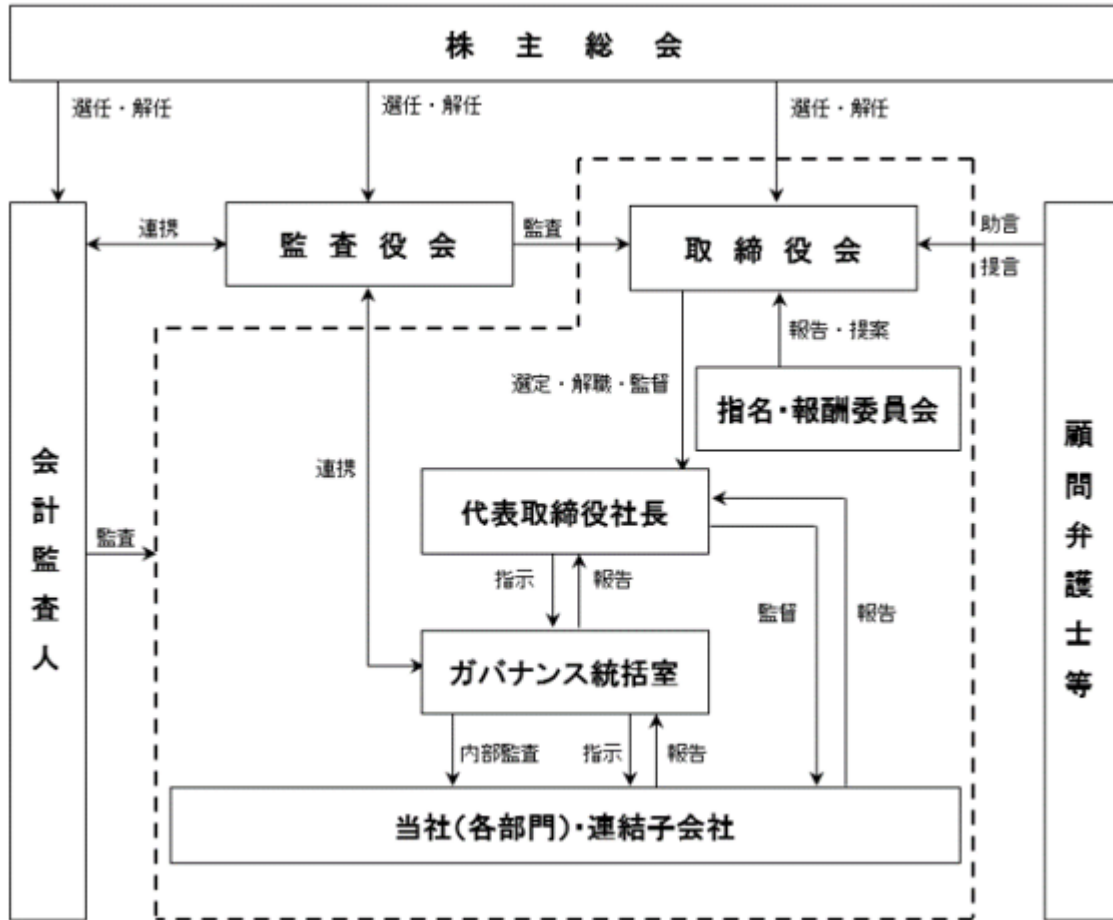 株主総会
選任・解任
選任・解任
選任・解任
連携
監査役会
監査
取締役会
助言
提言
報告・提案
選定・解職・監督
指名・報酬委員会
会計監査人
連携
代表取締役社長
顧問弁護士等
監査
指示
報告
監督
報告
ガバナンス統括室
内部監査
指示
報告
当社(各部門)・連結子会社